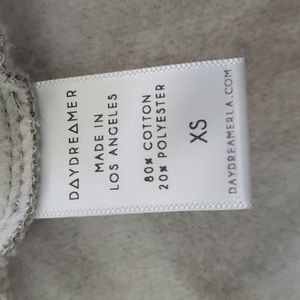 DAYDREAMER
MADE IN
LOS ANGELES
80% COTTON
20% POLYESTER
XS
DAYDREAMERLA.COM